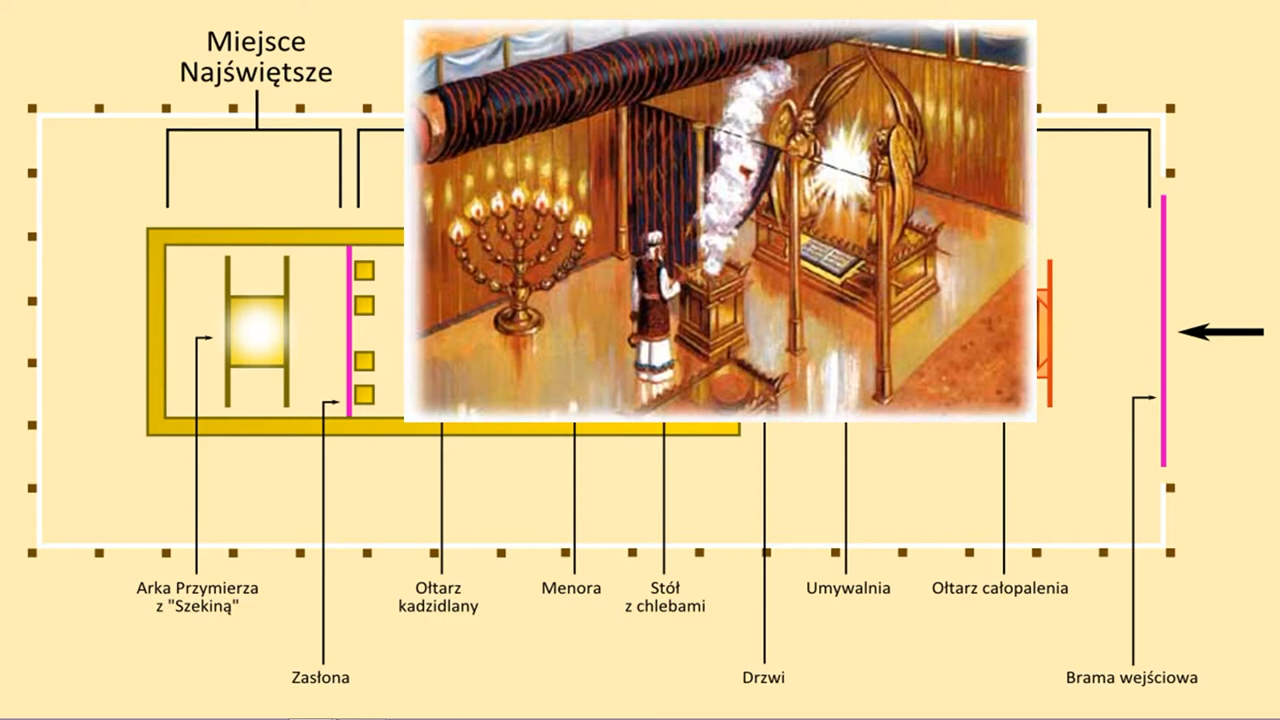 Miejsce
Najświętsze
Arka Przymierza
z "Szekiną"
Ołtarz
kadzidlany
Menora
Stół
z chlebami
Umywalnia
Ołtarz całopalenia
Zasłona
Drzwi
Brama wejściowa